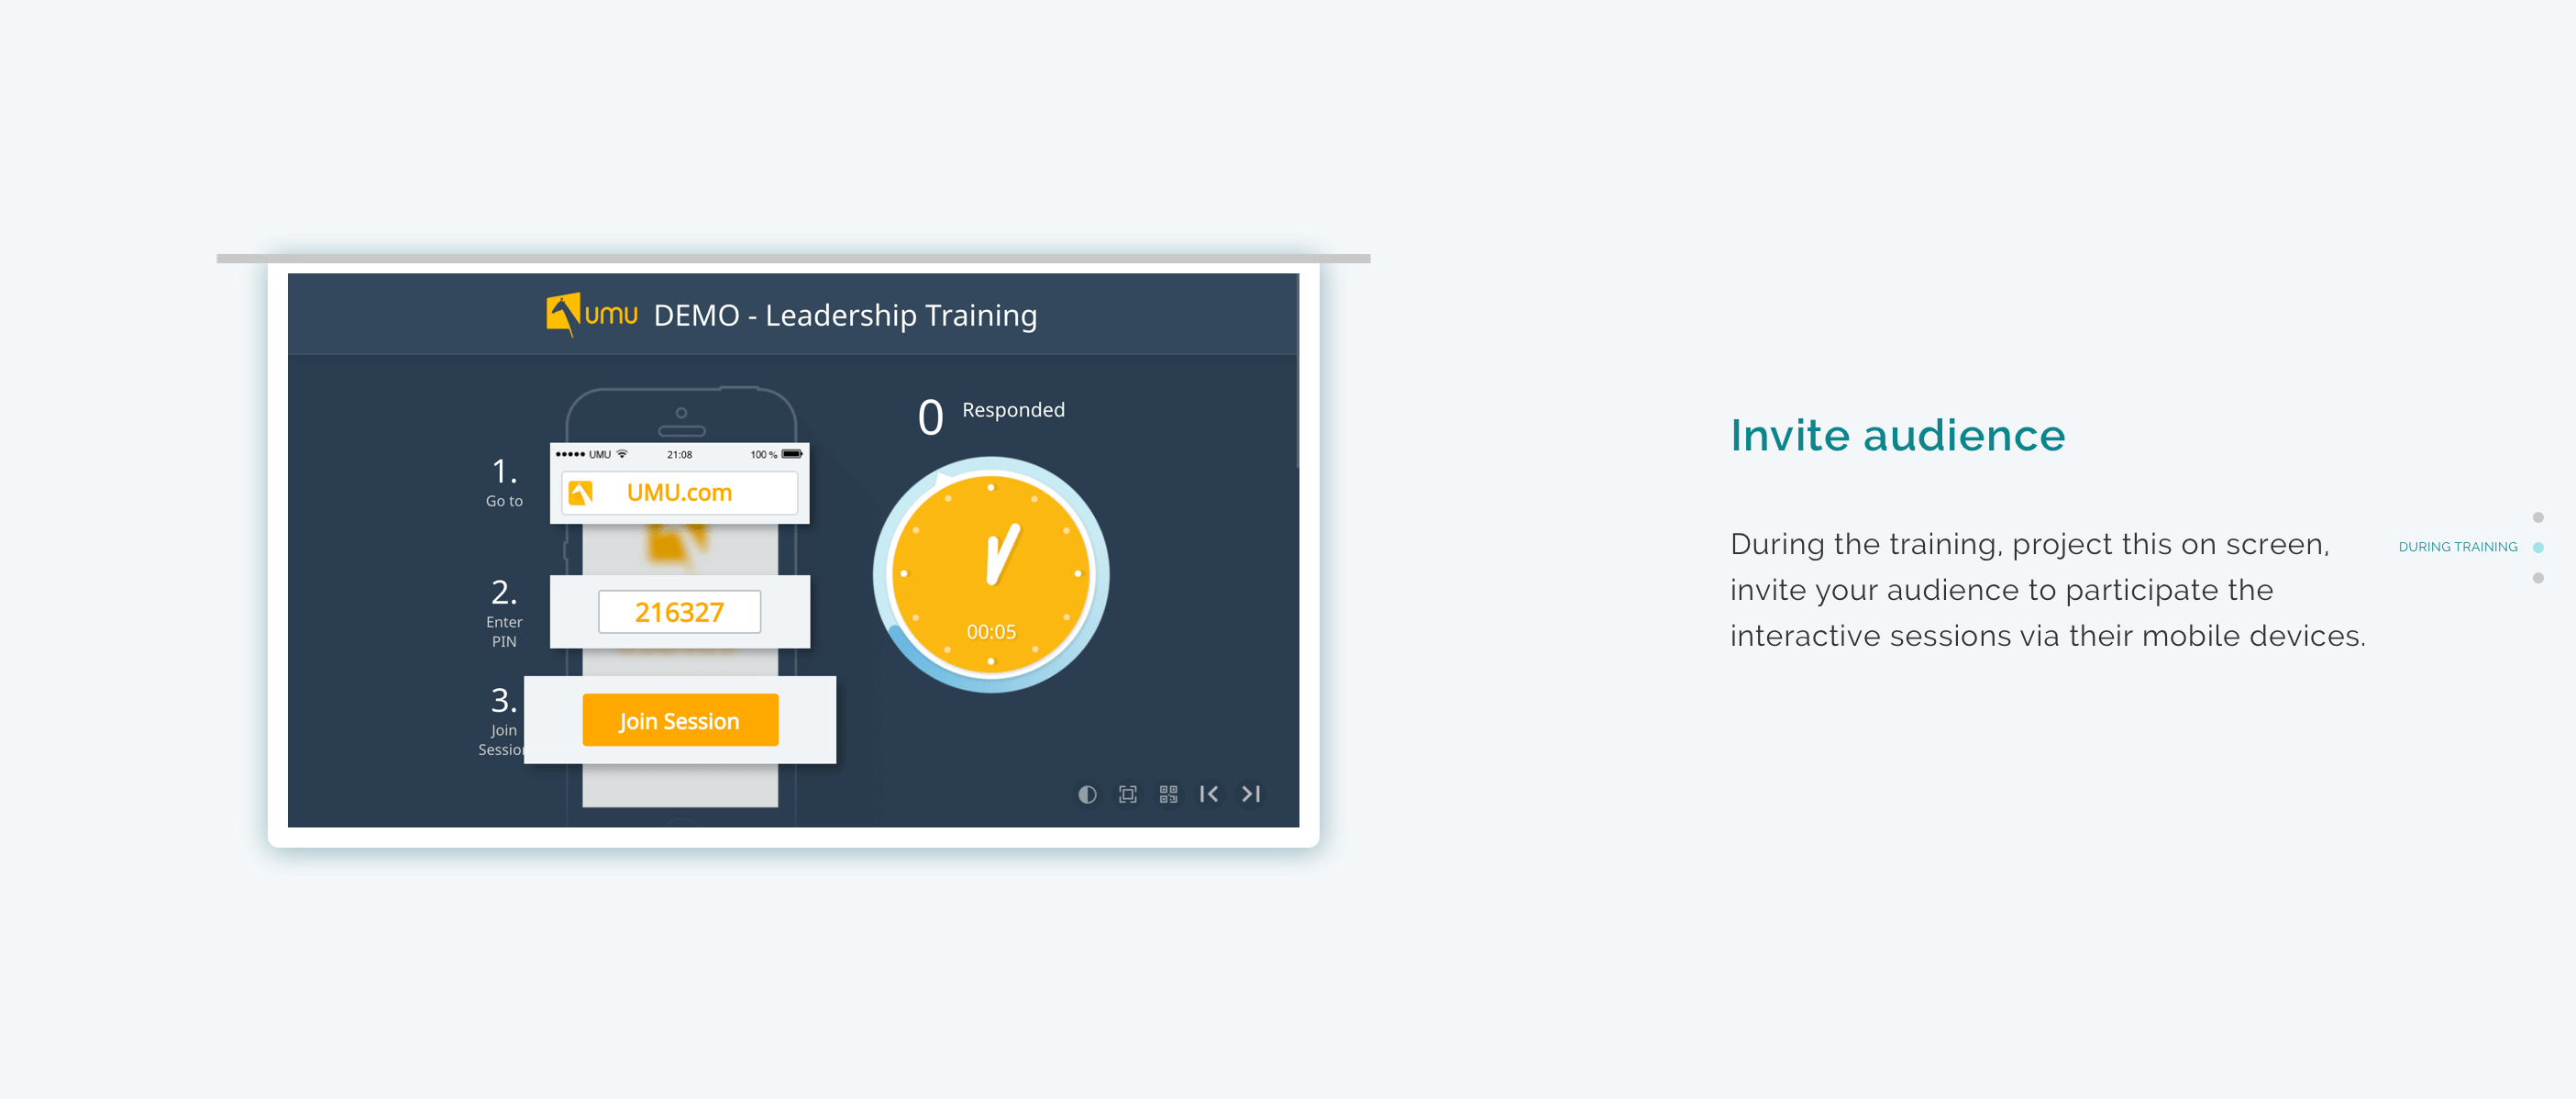 umu DEMO - Leadership Training
0 Responded
1.
Go to
UMU 21:08 100 %
UMU.com
2.
Enter
PIN
216327
3.
Join
Session
Join Session
00:05
Invite audience
During the training, project this on screen,
invite your audience to participate the
interactive sessions via their mobile devices.
DURING TRAINING